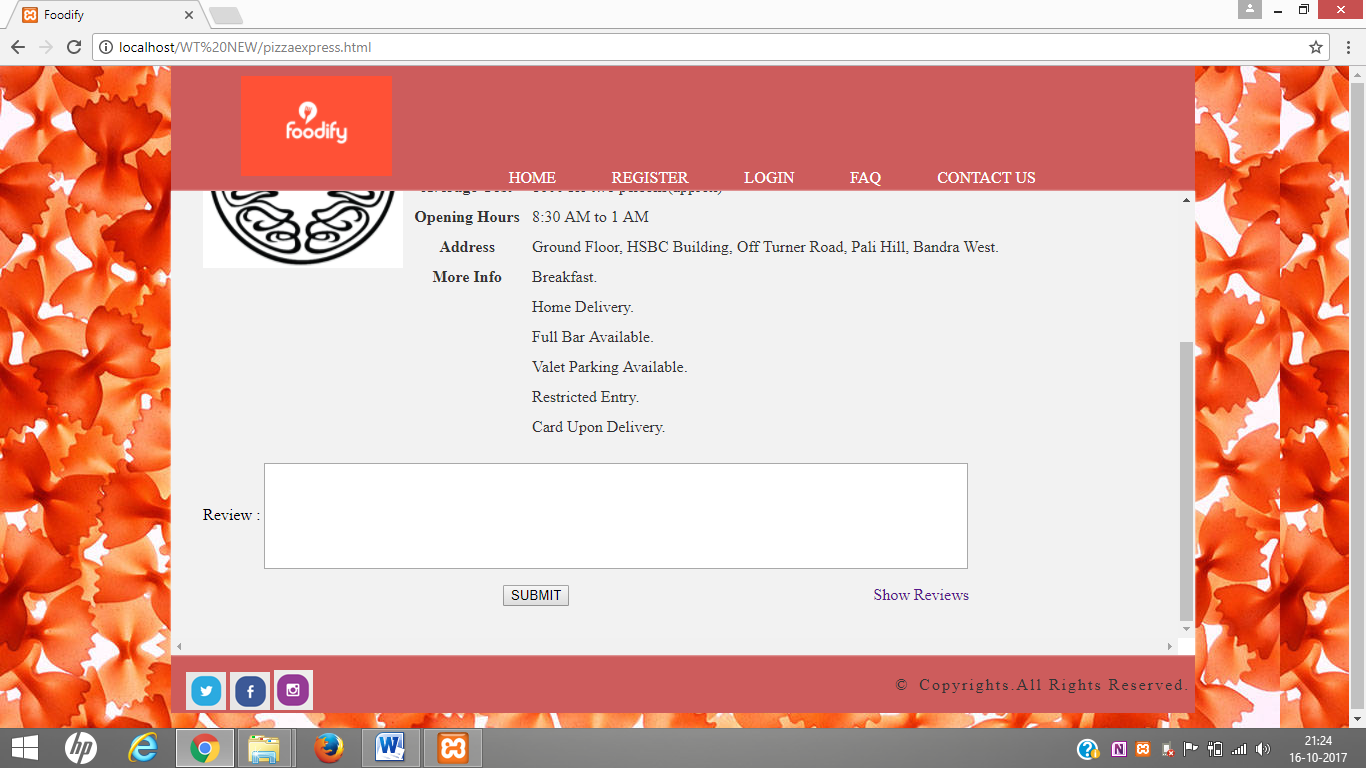 Foodify
localhost/WT%20NEW/pizzaexpress.html
foodify
HOME REGISTER LOGIN FAQ CONTACT US
Opening Hours 8:30 AM to 1 AM
Address Ground Floor, HSBC Building, Off Turner Road, Pali Hill, Bandra West.
More Info Breakfast.
Home Delivery.
Full Bar Available.
Valet Parking Available.
Restricted Entry.
Card Upon Delivery.
Review :
SUBMIT Show Reviews
© Copyrights.All Rights Reserved.
21:24
16-10-2017